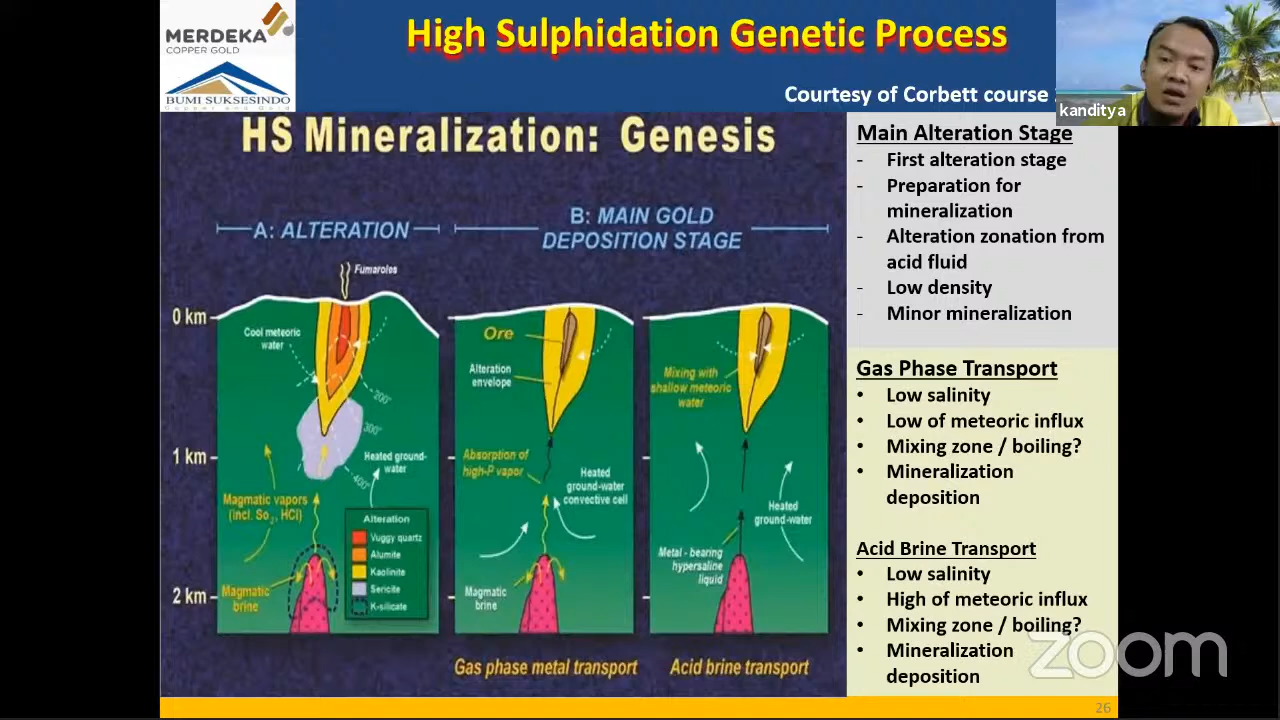 MERDEKA
COPPER GOLD
BUMI SUKSESINDO
Copper and Gold
High Sulphidation Genetic Process
Courtesy of Corbett course
kanditya
HS Mineralization: Genesis
A: ALTERATION
B: MAIN GOLD
DEPOSITION STAGE
Fumaroles
0 km
Cool meteoric
water
200°
300°
400°
1 km
Heated ground-
water
Magmatic vapors
(incl. So2, HCl)
Alteration
Vuggy quartz
Alunite
Kaolinite
Sericite
K-silicate
2 km
Magmatic
brine
Ore
Alteration
envelope
Absorption of
high-P vapor
Heated
ground-water
convective cell
Magmatic
brine
Gas phase metal transport
Mixing with
shallow meteoric
water
Heated
ground-water
Metal - bearing
hypersaline
liquid
Acid brine transport
Main Alteration Stage
- First alteration stage
- Preparation for
mineralization
- Alteration zonation from
acid fluid
- Low density
- Minor mineralization
Gas Phase Transport
• Low salinity
• Low of meteoric influx
• Mixing zone / boiling?
• Mineralization
deposition
Acid Brine Transport
• Low salinity
• High of meteoric influx
• Mixing zone / boiling?
• Mineralization
deposition
zoom
26